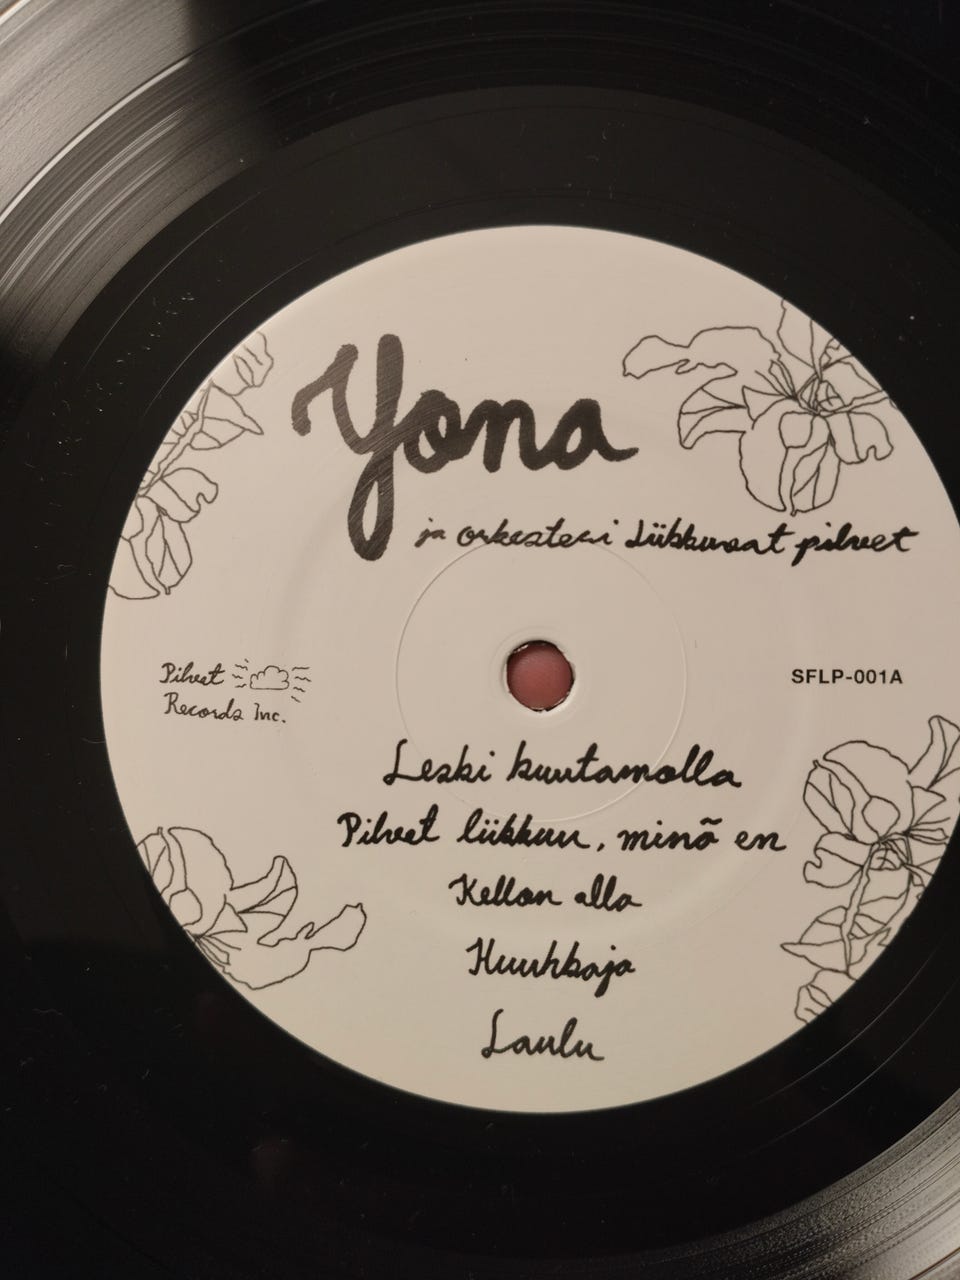 Yona
ja orkesteri Liikkuvat pilvet
Pilvet
Records Inc.
SFLP-001A
Leski kuutamolla
Pilvet liikkuu, minä en
Kellon alla
Huuhkaja
Laulu